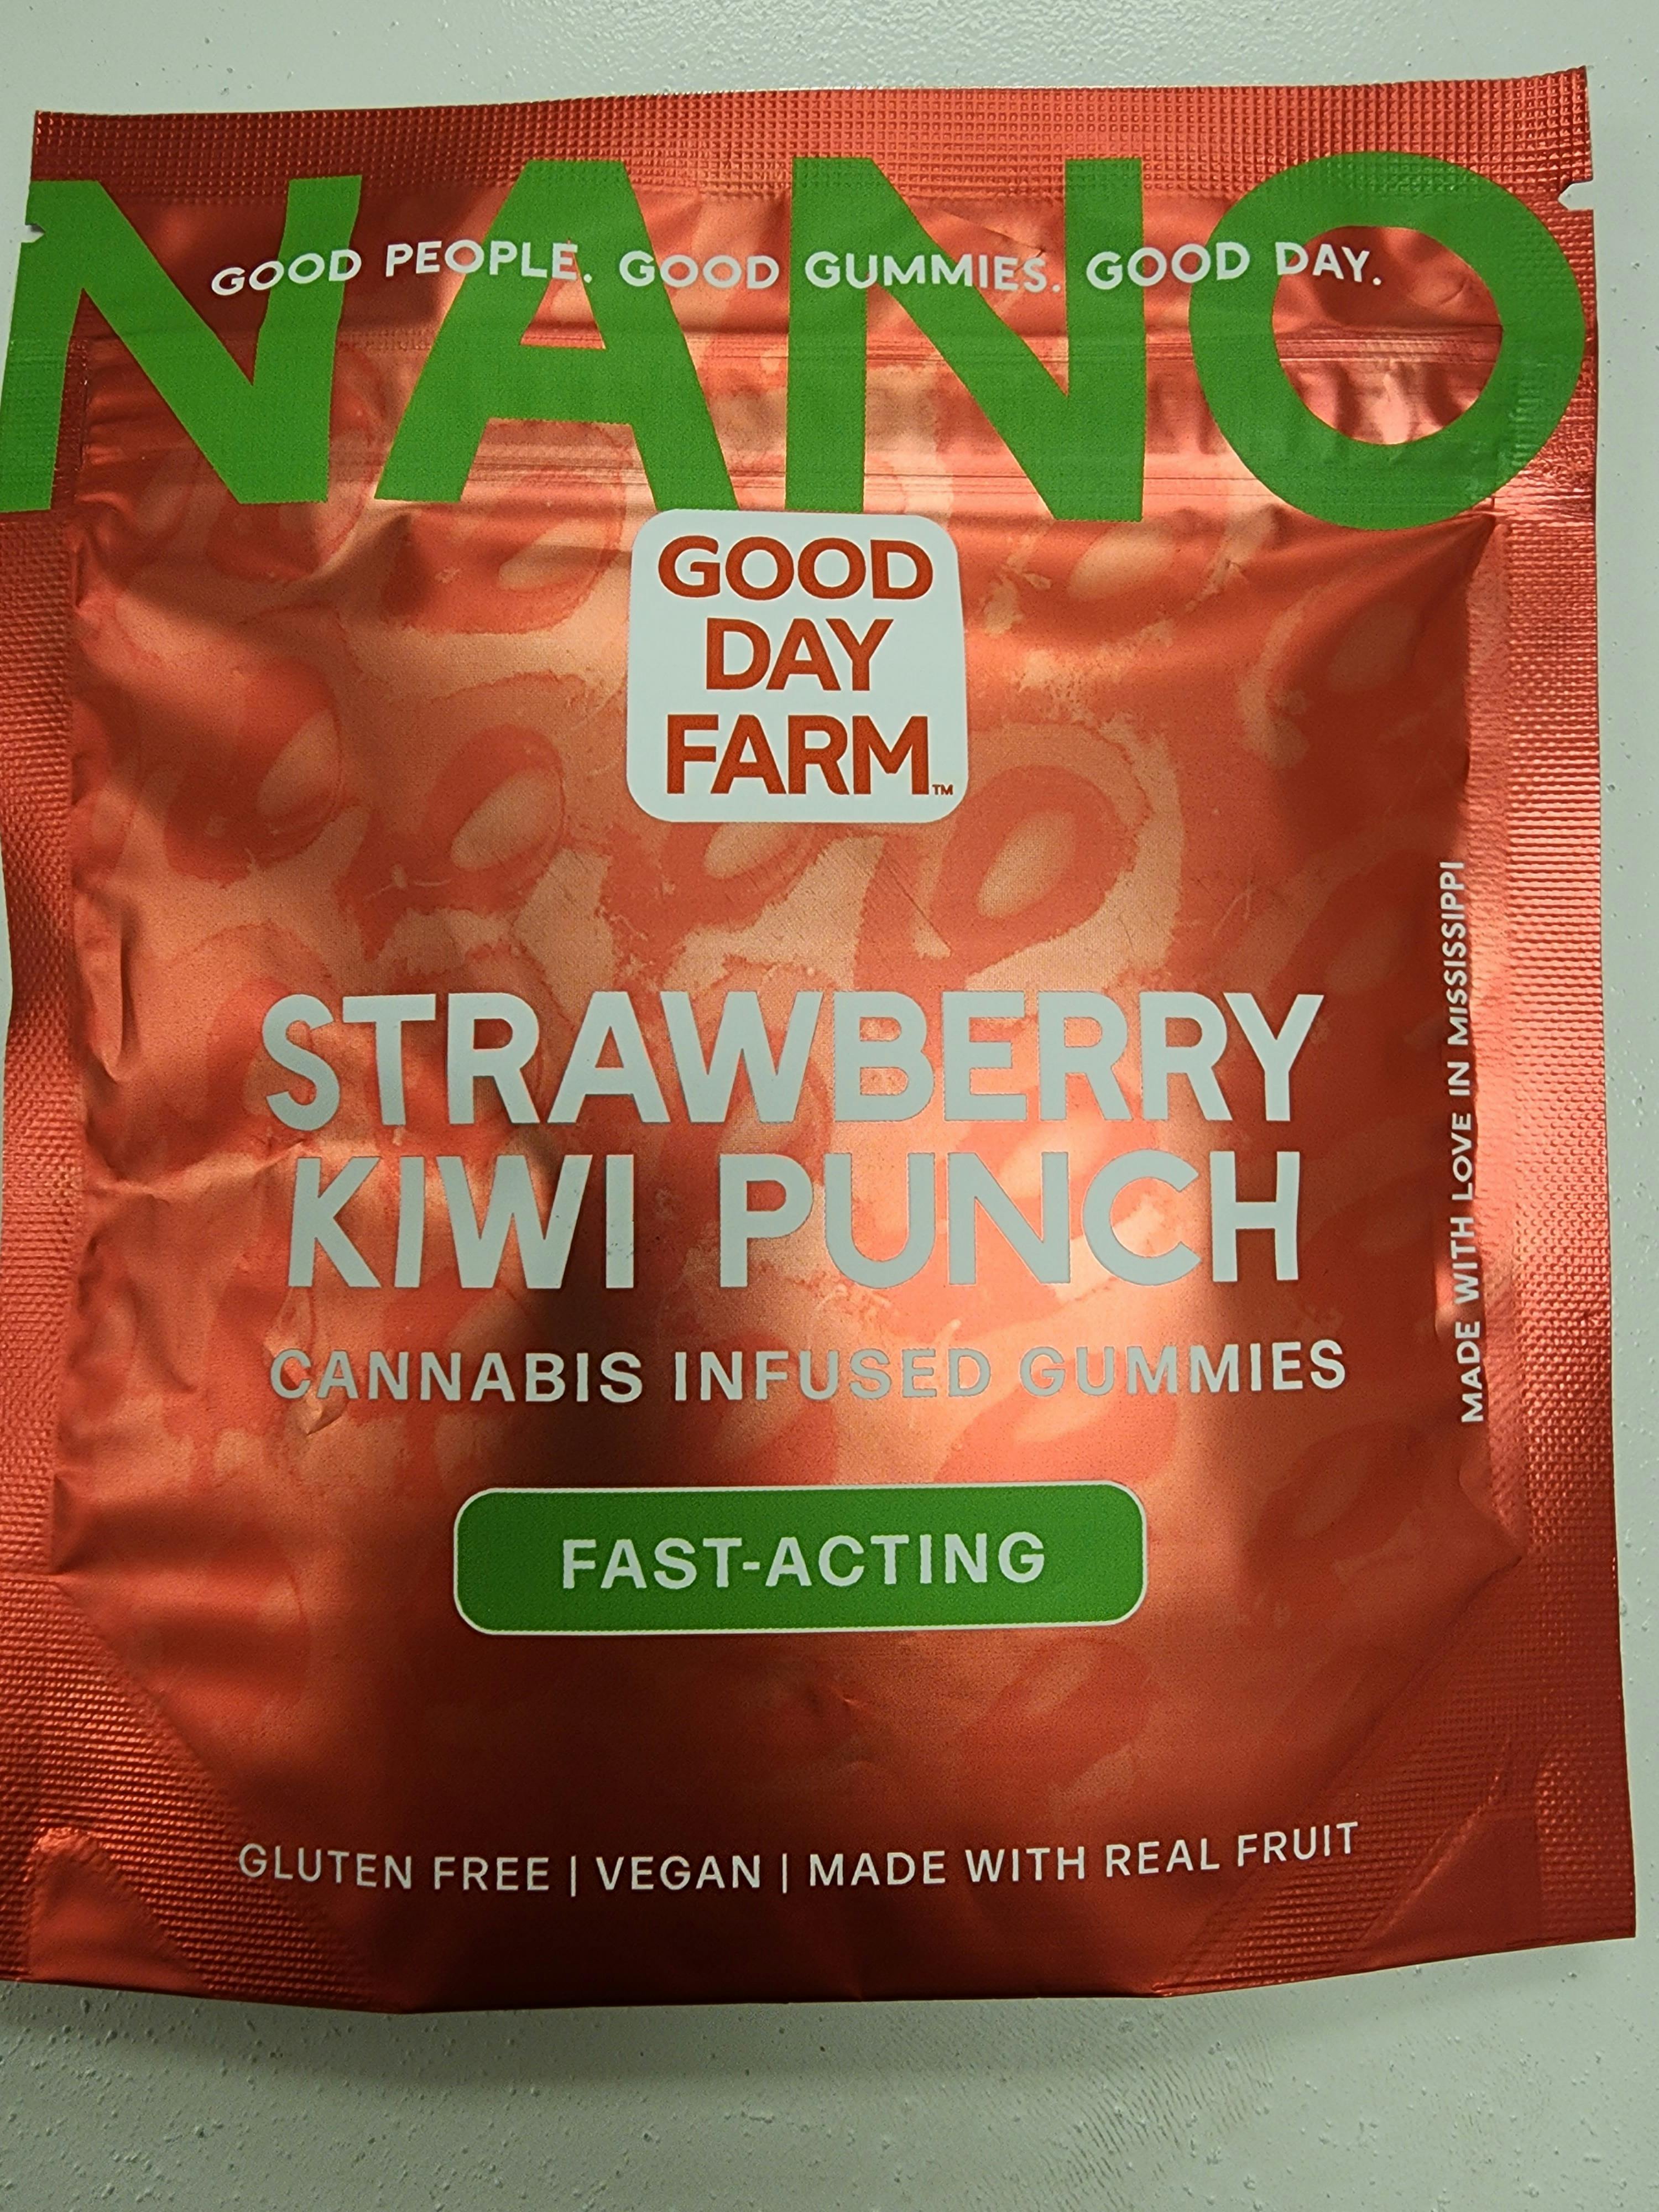 NANO
GOOD PEOPLE. GOOD GUMMIES. GOOD DAY.
GOOD
DAY
FARM™
STRAWBERRY
KIWI PUNCH
CANNABIS INFUSED GUMMIES
FAST-ACTING
GLUTEN FREE | VEGAN | MADE WITH REAL FRUIT
MADE WITH LOVE IN MISSISSIPPI